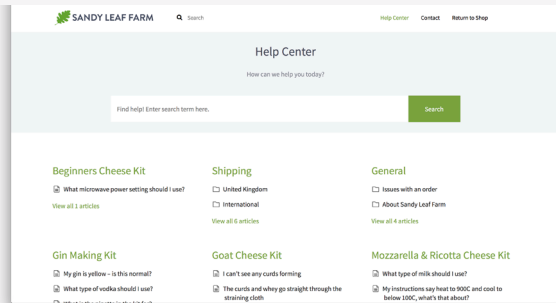 SANDY LEAF FARM
Search
Help Center
Contact
Return to Shop
Help Center
How can we help you today?
Find help! Enter search term here.
Search
Beginners Cheese Kit
What microwave power setting should I use?
View all 1 articles
Shipping
United Kingdom
International
View all 6 articles
General
Issues with an order
About Sandy Leaf Farm
View all 4 articles
Gin Making Kit
My gin is yellow – is this normal?
What type of vodka should I use?
Goat Cheese Kit
I can't see any curds forming
The curds and whey go straight through the
straining cloth
Mozzarella & Ricotta Cheese Kit
What type of milk should I use?
My instructions say heat to 900C and cool to
below 100C, what's that about?